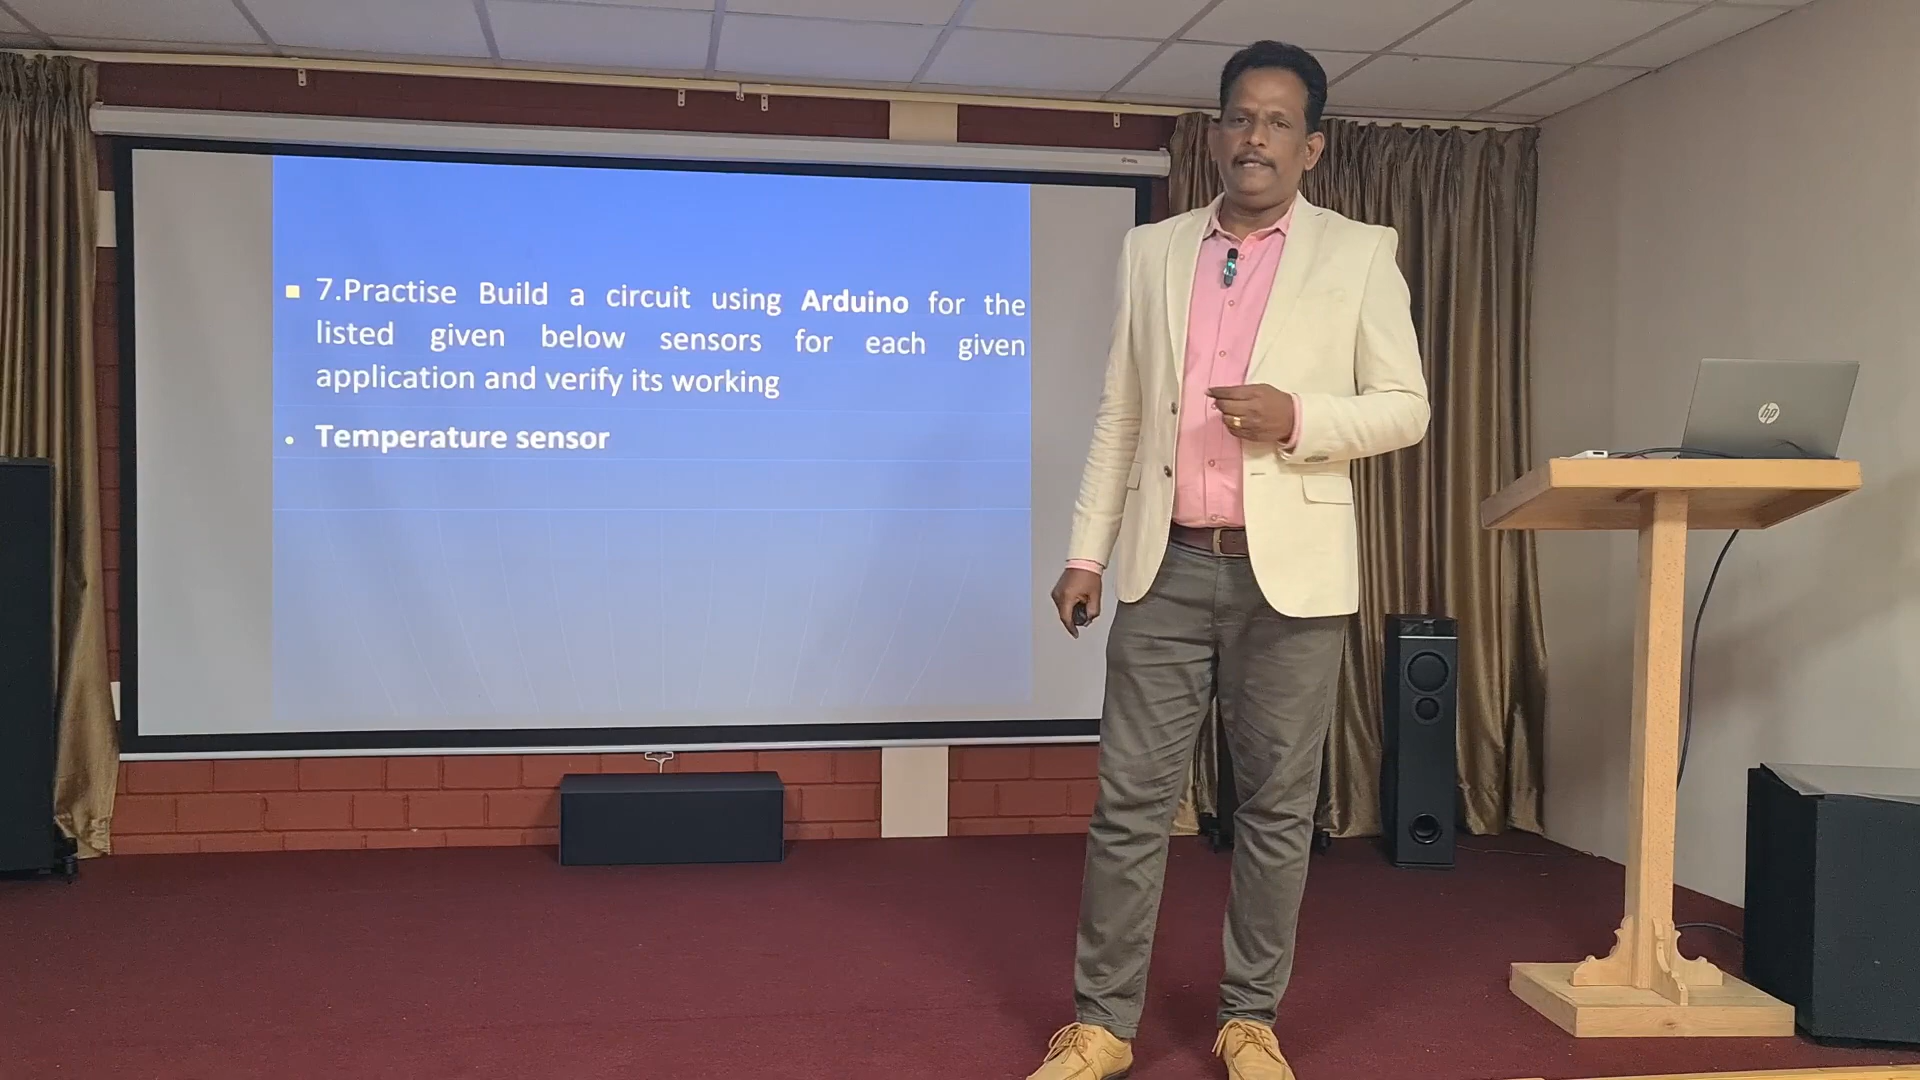 7.Practise Build a circuit using Arduino for the
listed given below sensors for each given
application and verify its working
Temperature sensor
hp